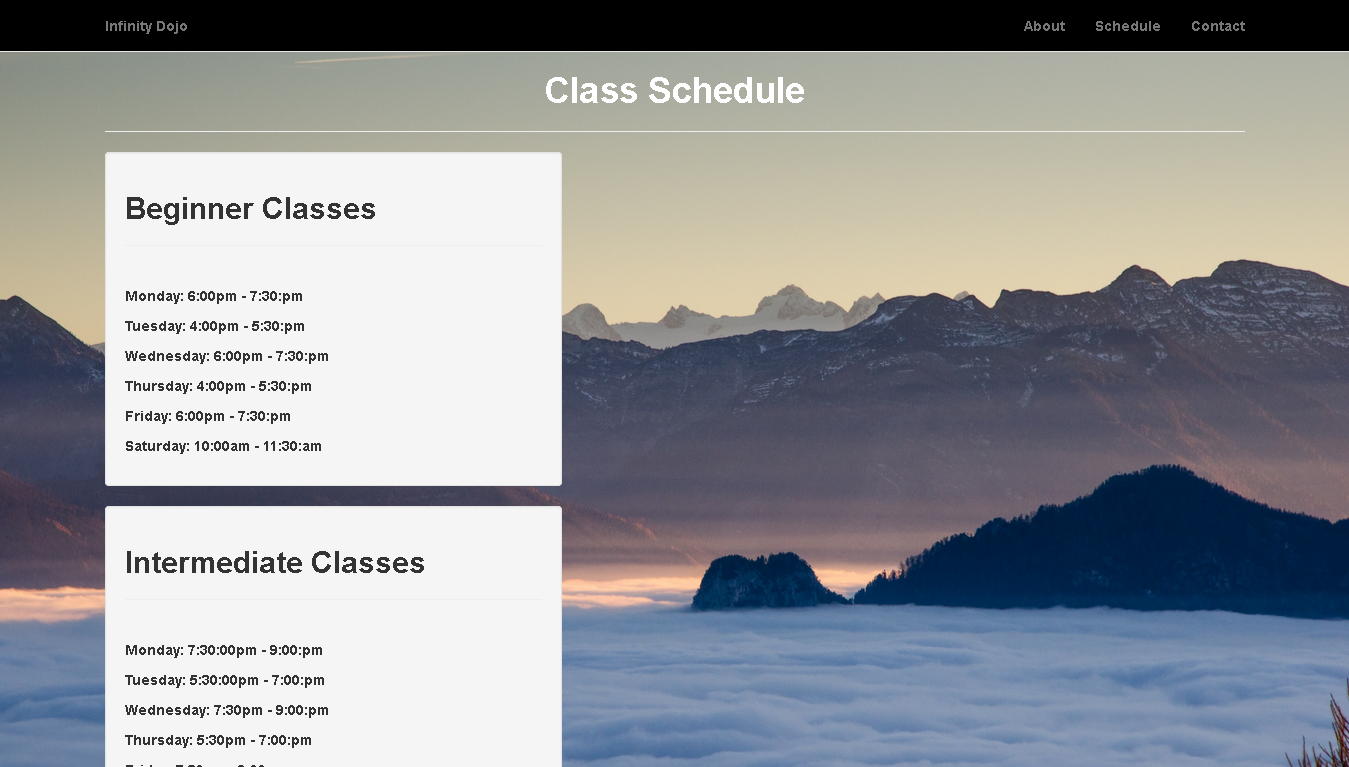 Infinity Dojo
About Schedule Contact
Class Schedule
Beginner Classes
Monday: 6:00pm - 7:30:pm
Tuesday: 4:00pm - 5:30:pm
Wednesday: 6:00pm - 7:30:pm
Thursday: 4:00pm - 5:30:pm
Friday: 6:00pm - 7:30:pm
Saturday: 10:00am - 11:30:am
Intermediate Classes
Monday: 7:30:00pm - 9:00:pm
Tuesday: 5:30:00pm - 7:00:pm
Wednesday: 7:30pm - 9:00:pm
Thursday: 5:30pm - 7:00:pm